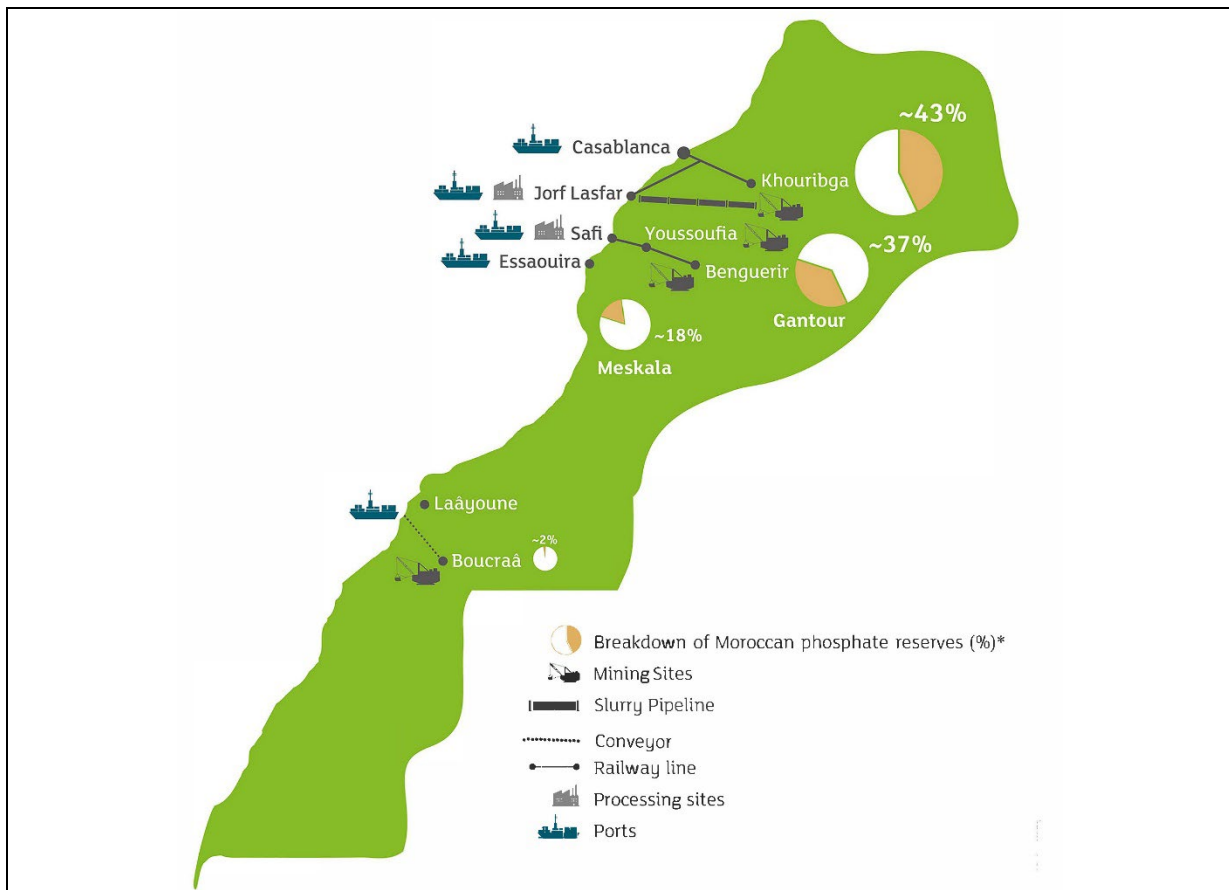 ~43%
Casablanca
Khouribga
Jorf Lasfar
Youssoufia
Safi
~37%
Essaouira
Benguerir
Gantour
~18%
Meskala
Laâyoune
~2%
Boucraâ
Breakdown of Moroccan phosphate reserves (%)*
Mining Sites
Slurry Pipeline
Conveyor
Railway line
Processing sites
Ports